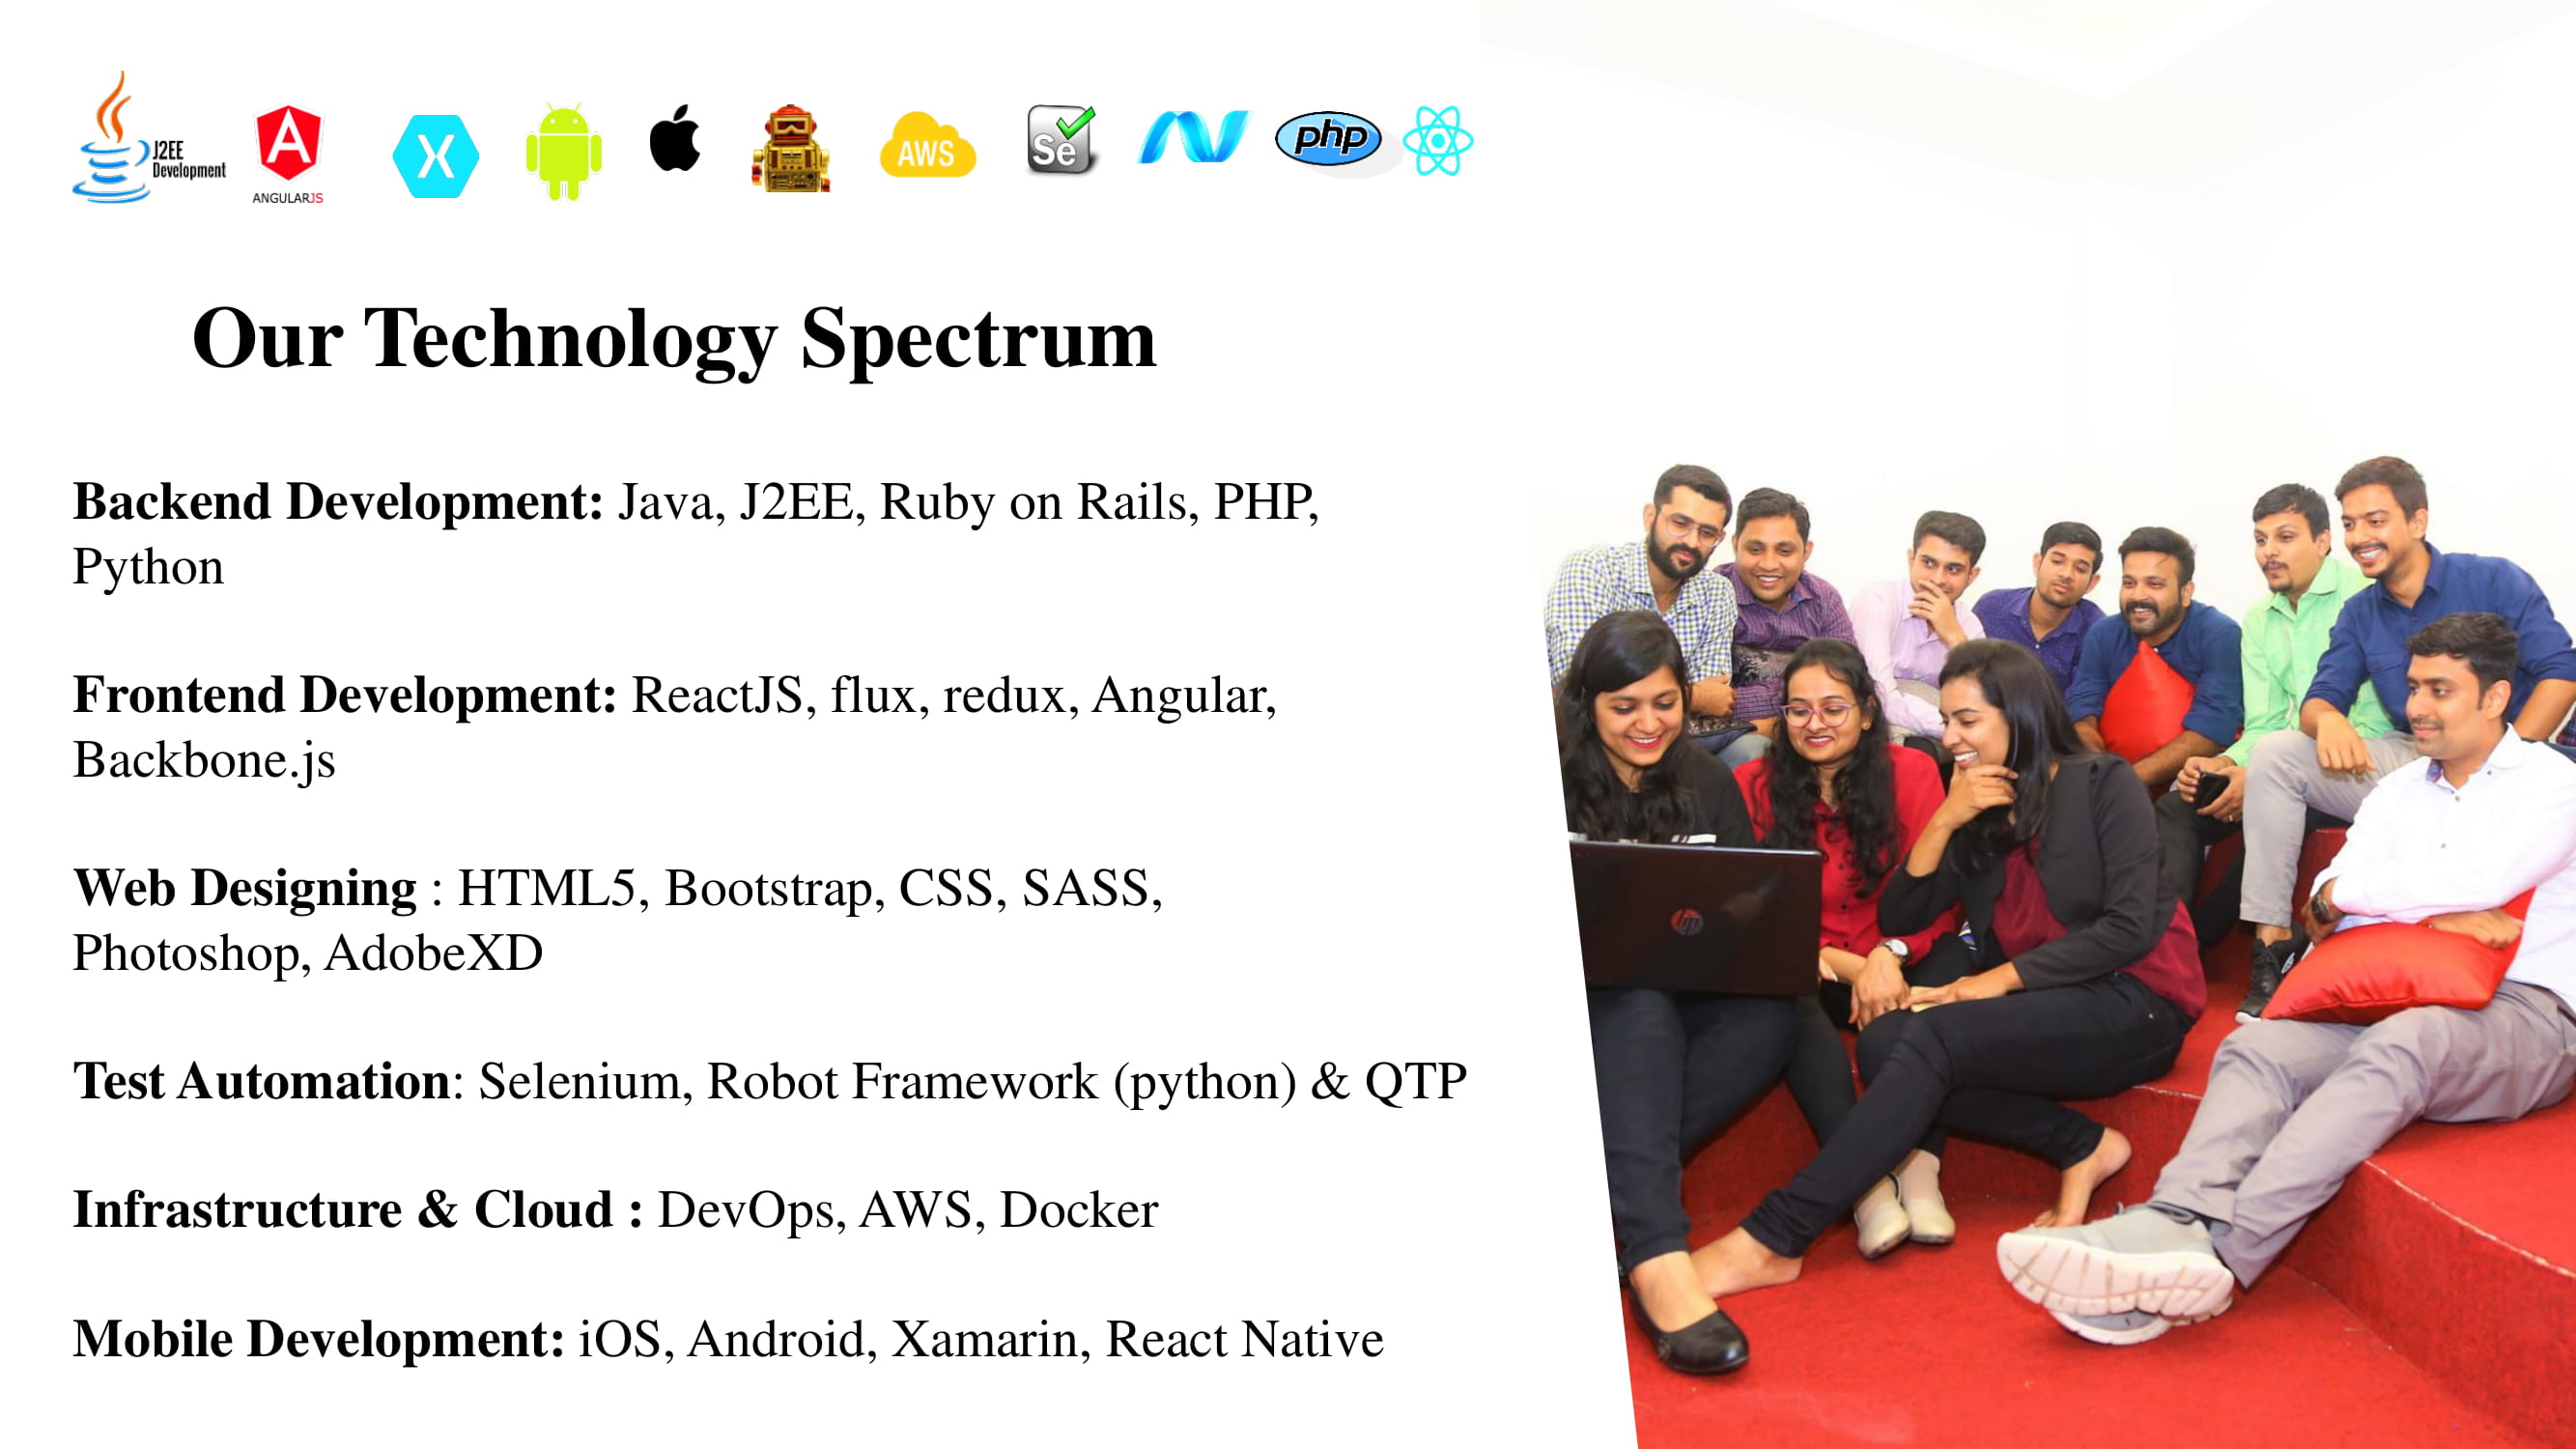 J2EE
Development
ANGULARJS
X
AWS
Se
php
Our Technology Spectrum
Backend Development: Java, J2EE, Ruby on Rails, PHP,
Python
Frontend Development: ReactJS, flux, redux, Angular,
Backbone.js
Web Designing : HTML5, Bootstrap, CSS, SASS,
Photoshop, AdobeXD
Test Automation: Selenium, Robot Framework (python) & QTP
Infrastructure & Cloud : DevOps, AWS, Docker
Mobile Development: iOS, Android, Xamarin, React Native
hp